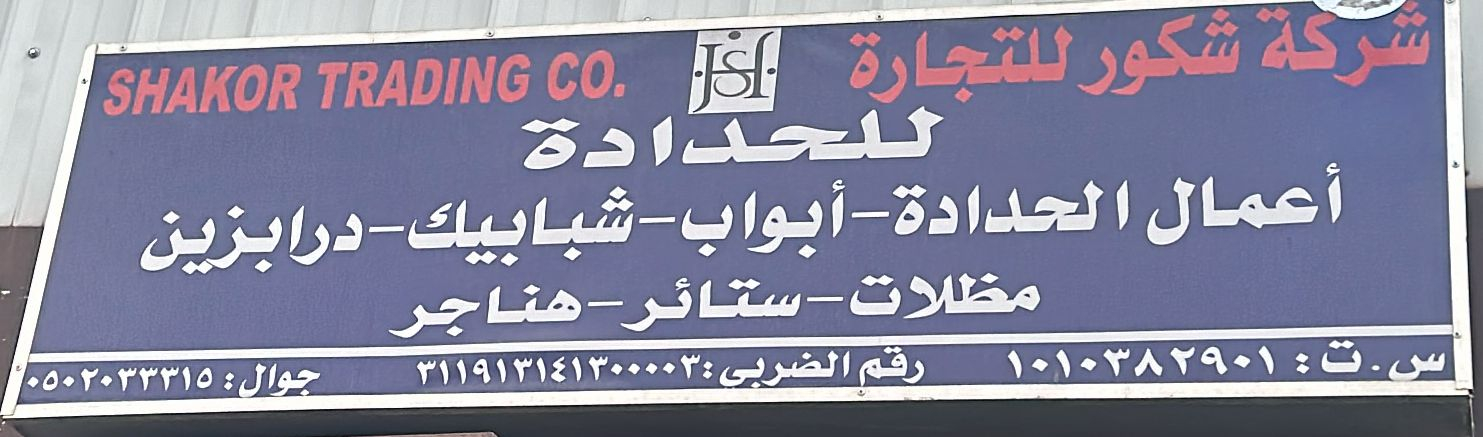 شركة شكور للتجارة
SHAKOR TRADING CO.
للحدادة
أعمال الحدادة-أبواب-شبابيك-درابزين
مظلات-ستائر-هناجر
س.ت: ١٠١٠٣٨٢٩٠١ رقم الضريبي: ٣١١٩١٣١٤١٣٠٠٠٠٣ جوال: ٠٥٠٢٠٣٣٣١٥